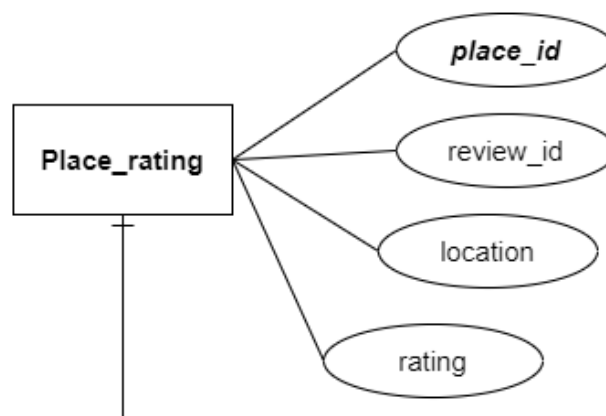 place_id
Place_rating
review_id
location
rating